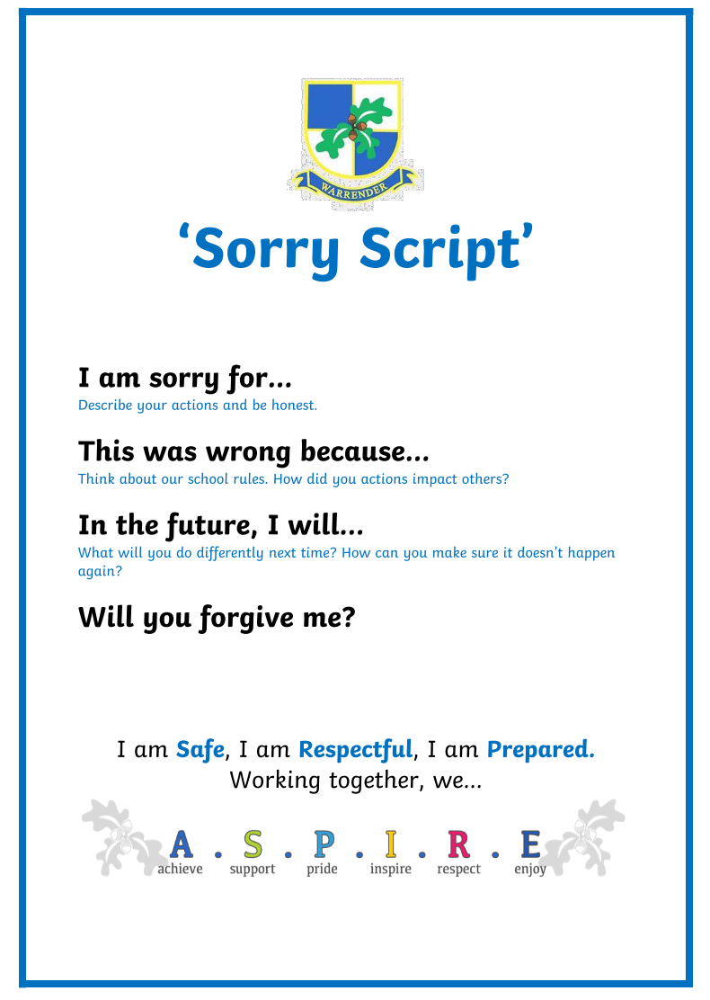 WARRENDER
‘Sorry Script’
I am sorry for...
Describe your actions and be honest.
This was wrong because...
Think about our school rules. How did you actions impact others?
In the future, I will...
What will you do differently next time? How can you make sure it doesn’t happen
again?
Will you forgive me?
I am Safe, I am Respectful, I am Prepared.
Working together, we...
A . S . P . I . R . E
achieve support pride inspire respect enjoy